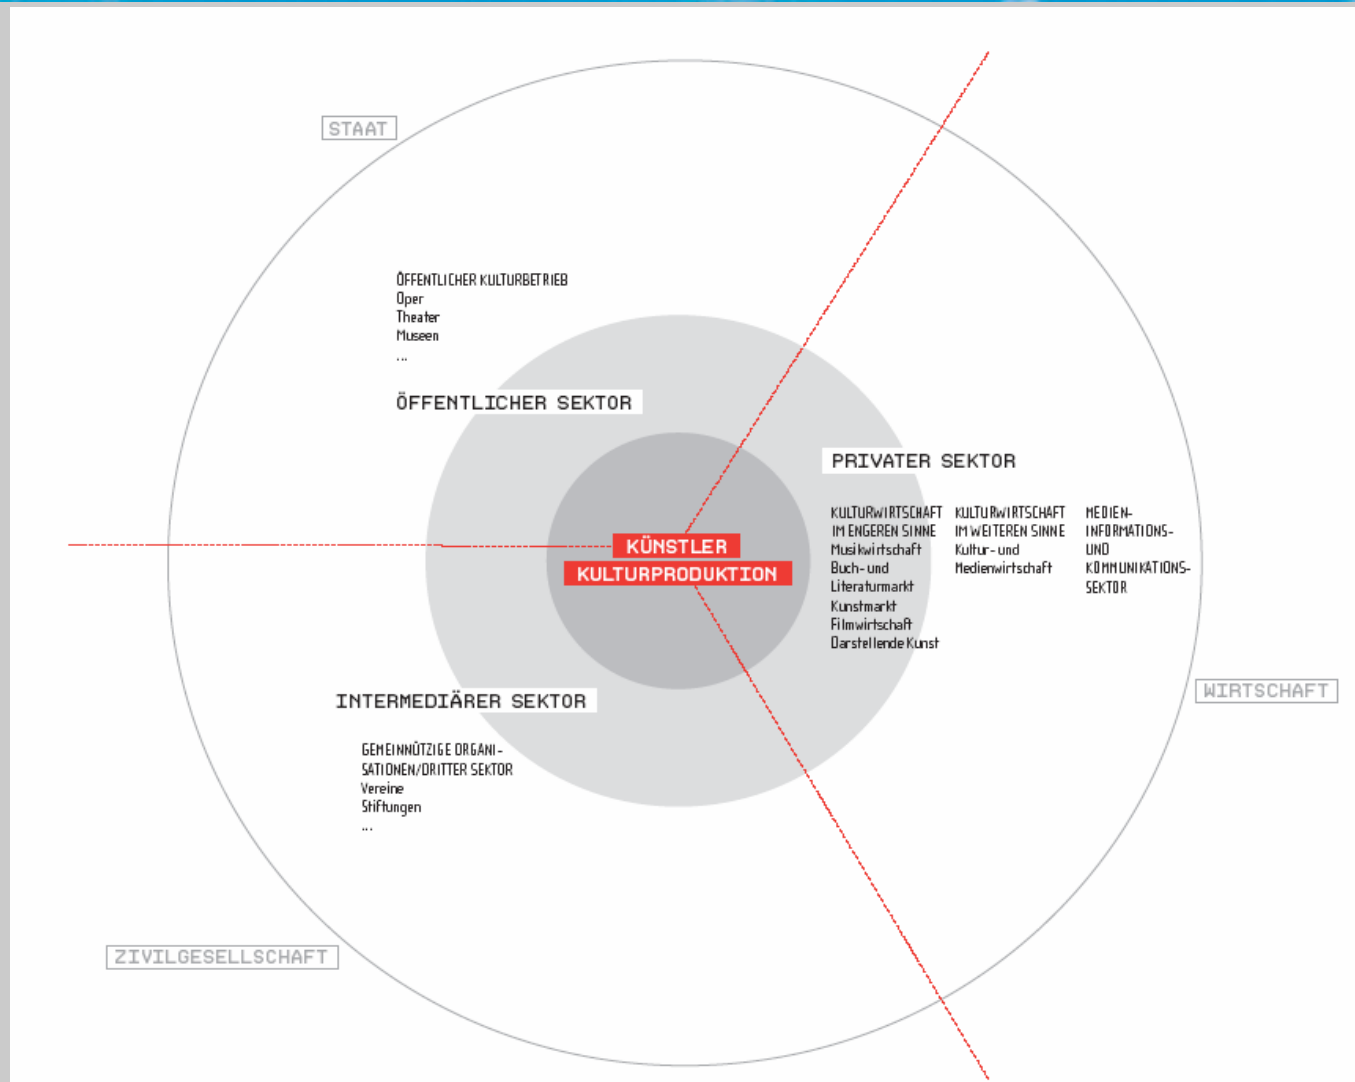 STAAT
ÖFFENTLICHER KULTURBETRIEB
Oper
Theater
Museen
...
ÖFFENTLICHER SEKTOR
PRIVATER SEKTOR
KULTURWIRTSCHAFT
IM ENGEREN SINNE
Musikwirtschaft
Buch- und
Literaturmarkt
Kunstmarkt
Filmwirtschaft
Darstellende Kunst
KULTURWIRTSCHAFT
IM WEITEREN SINNE
Kultur- und
Medienwirtschaft
MEDIEN-
INFORMATIONS-
UND
KOMMUNIKATIONS-
SEKTOR
KÜNSTLER
KULTURPRODUKTION
INTERMEDIÄRER SEKTOR
GEMEINNÜTZIGE ORGANI-
SATIONEN/DRITTER SEKTOR
Vereine
Stiftungen
...
WIRTSCHAFT
ZIVILGESELLSCHAFT